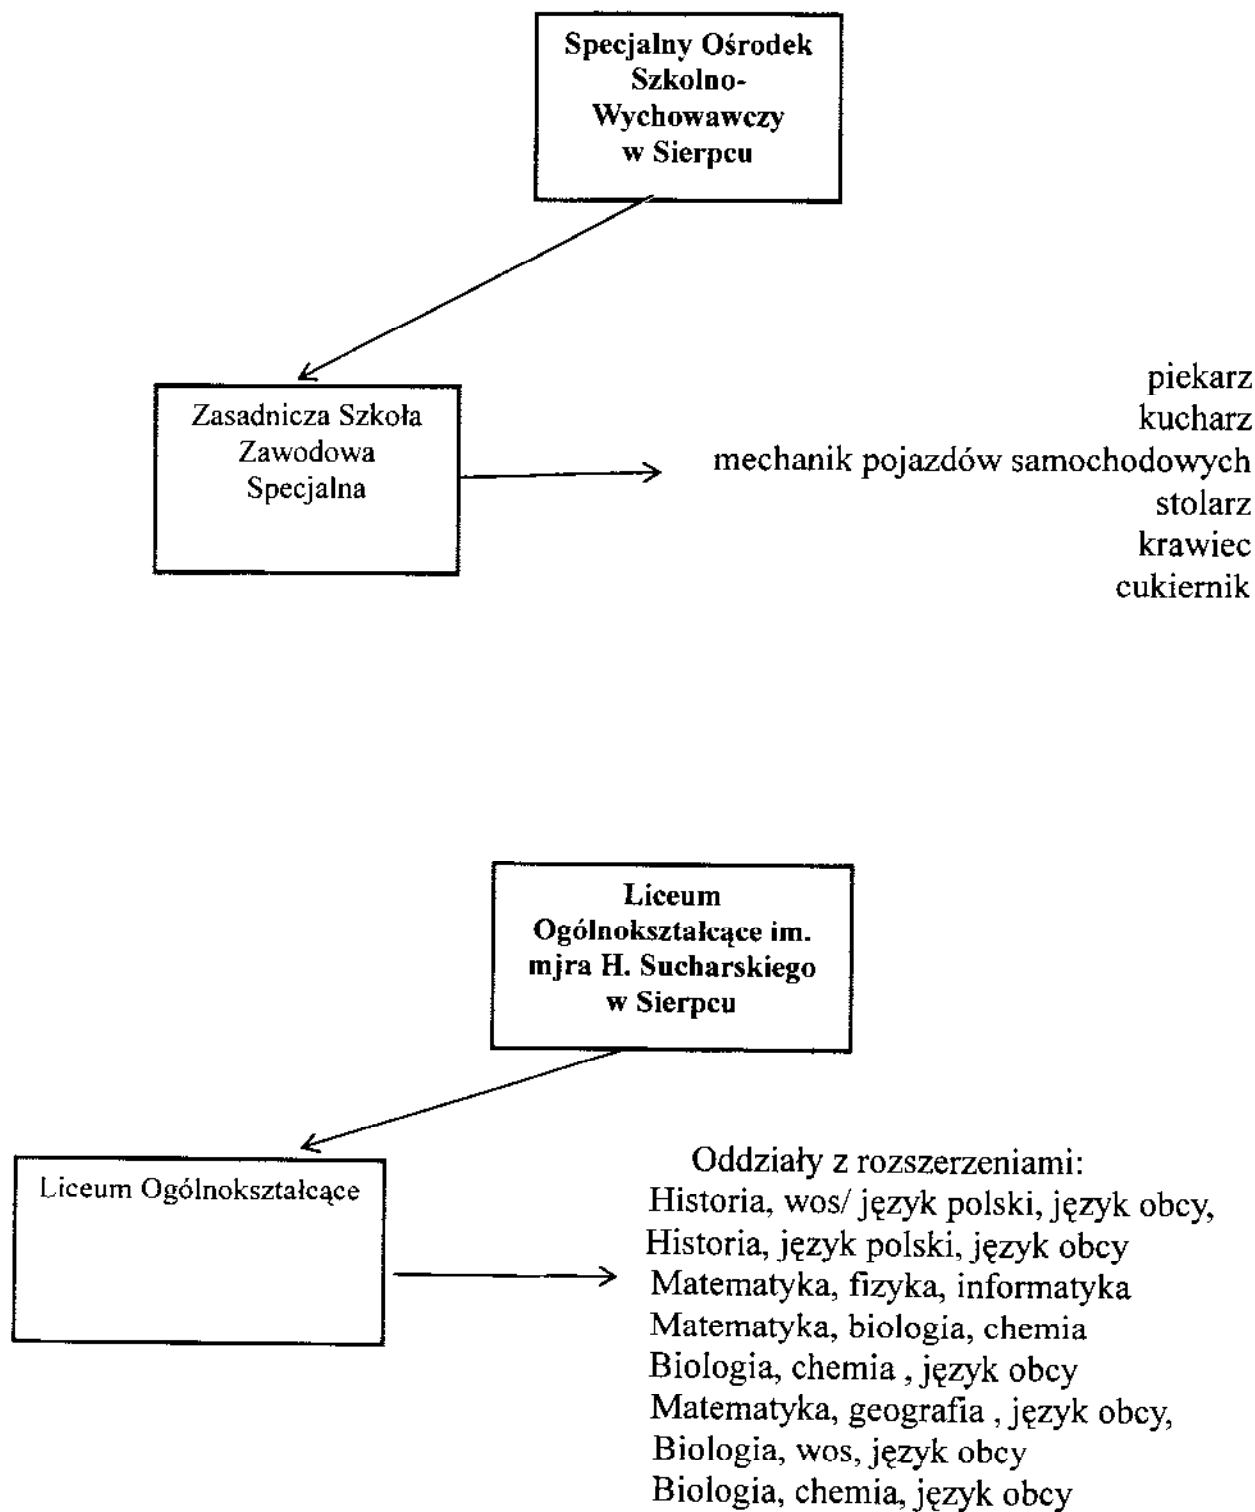 Specjalny Ośrodek
Szkolno-
Wychowawczy
w Sierpcu
Zasadnicza Szkoła
Zawodowa
Specjalna
piekarz
kucharz
mechanik pojazdów samochodowych
stolarz
krawiec
cukiernik
Liceum
Ogólnokształcące im.
mjra H. Sucharskiego
w Sierpcu
Liceum Ogólnokształcące
Oddziały z rozszerzeniami:
Historia, wos/ język polski, język obcy,
Historia, język polski, język obcy
Matematyka, fizyka, informatyka
Matematyka, biologia, chemia
Biologia, chemia , język obcy
Matematyka, geografia , język obcy,
Biologia, wos, język obcy
Biologia, chemia, język obcy